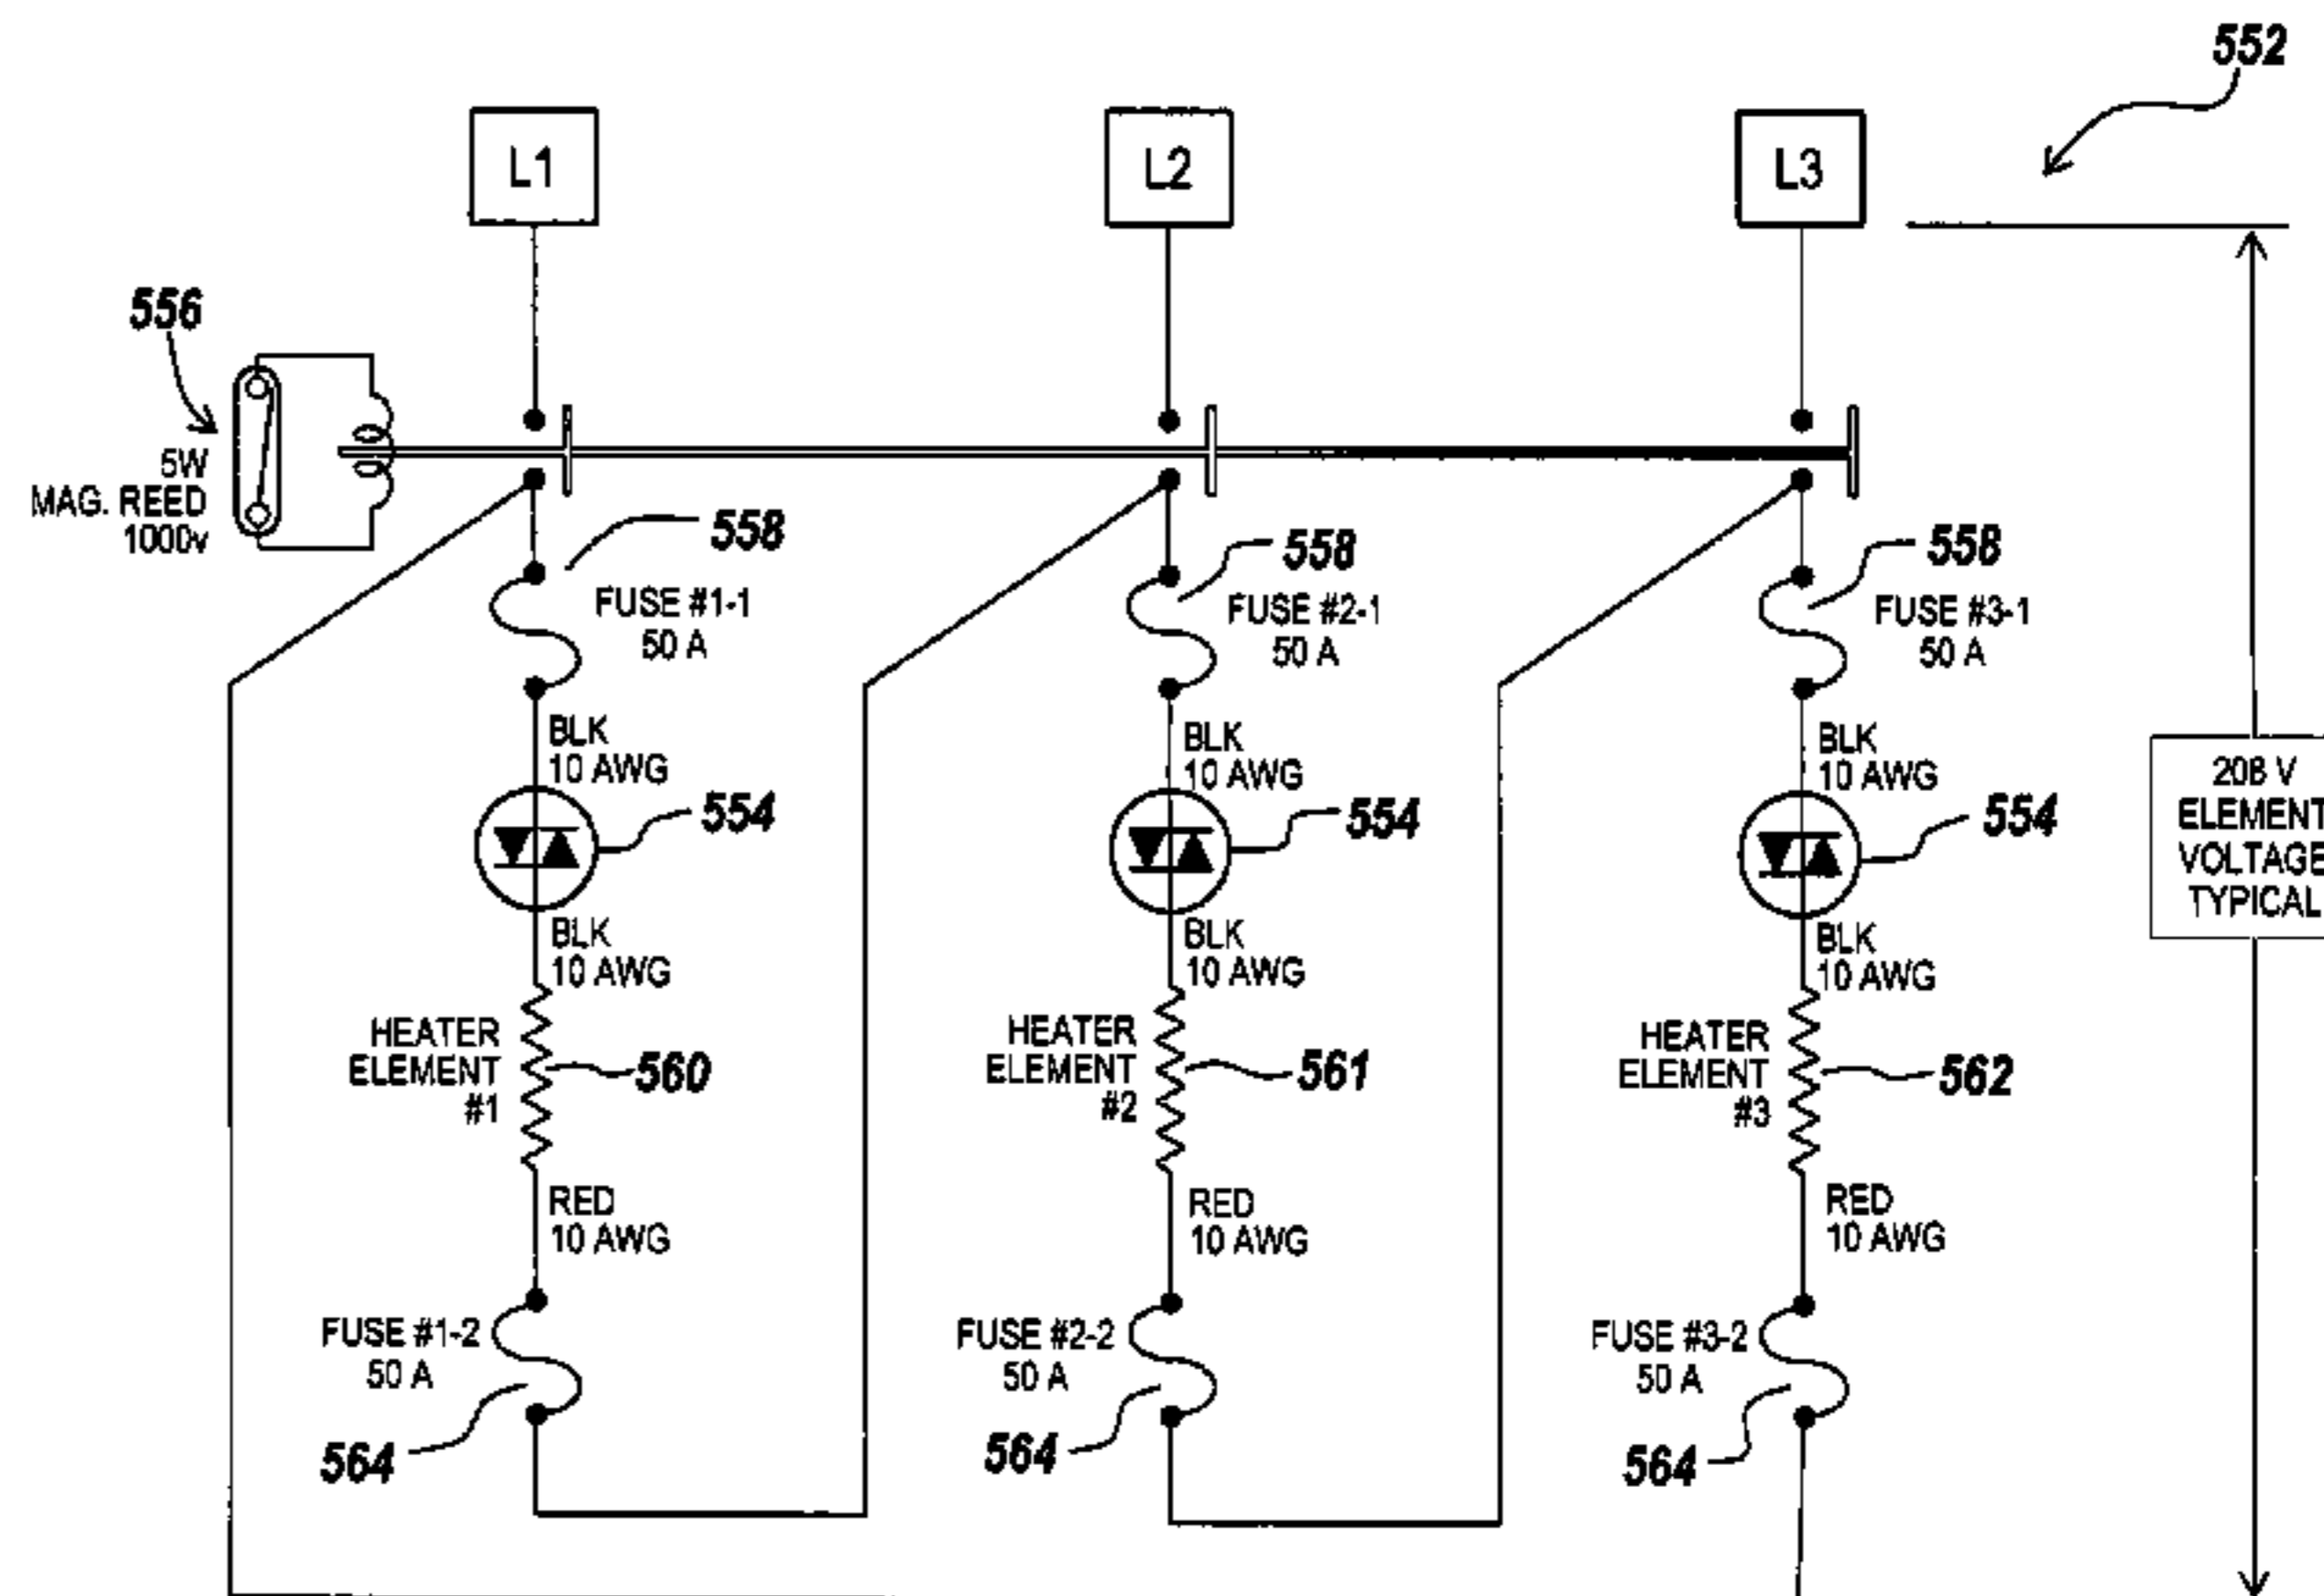 552
L1
L2
L3
556
5W
MAG. REED
1000v
558
FUSE #1-1
50 A
558
FUSE #2-1
50 A
558
FUSE #3-1
50 A
BLK
10 AWG
BLK
10 AWG
BLK
10 AWG
208 V
ELEMENT
VOLTAGE
TYPICAL
554
554
554
BLK
10 AWG
BLK
10 AWG
BLK
10 AWG
HEATER
ELEMENT
#1
560
HEATER
ELEMENT
#2
561
HEATER
ELEMENT
#3
562
RED
10 AWG
RED
10 AWG
RED
10 AWG
FUSE #1-2
50 A
FUSE #2-2
50 A
FUSE #3-2
50 A
564
564
564